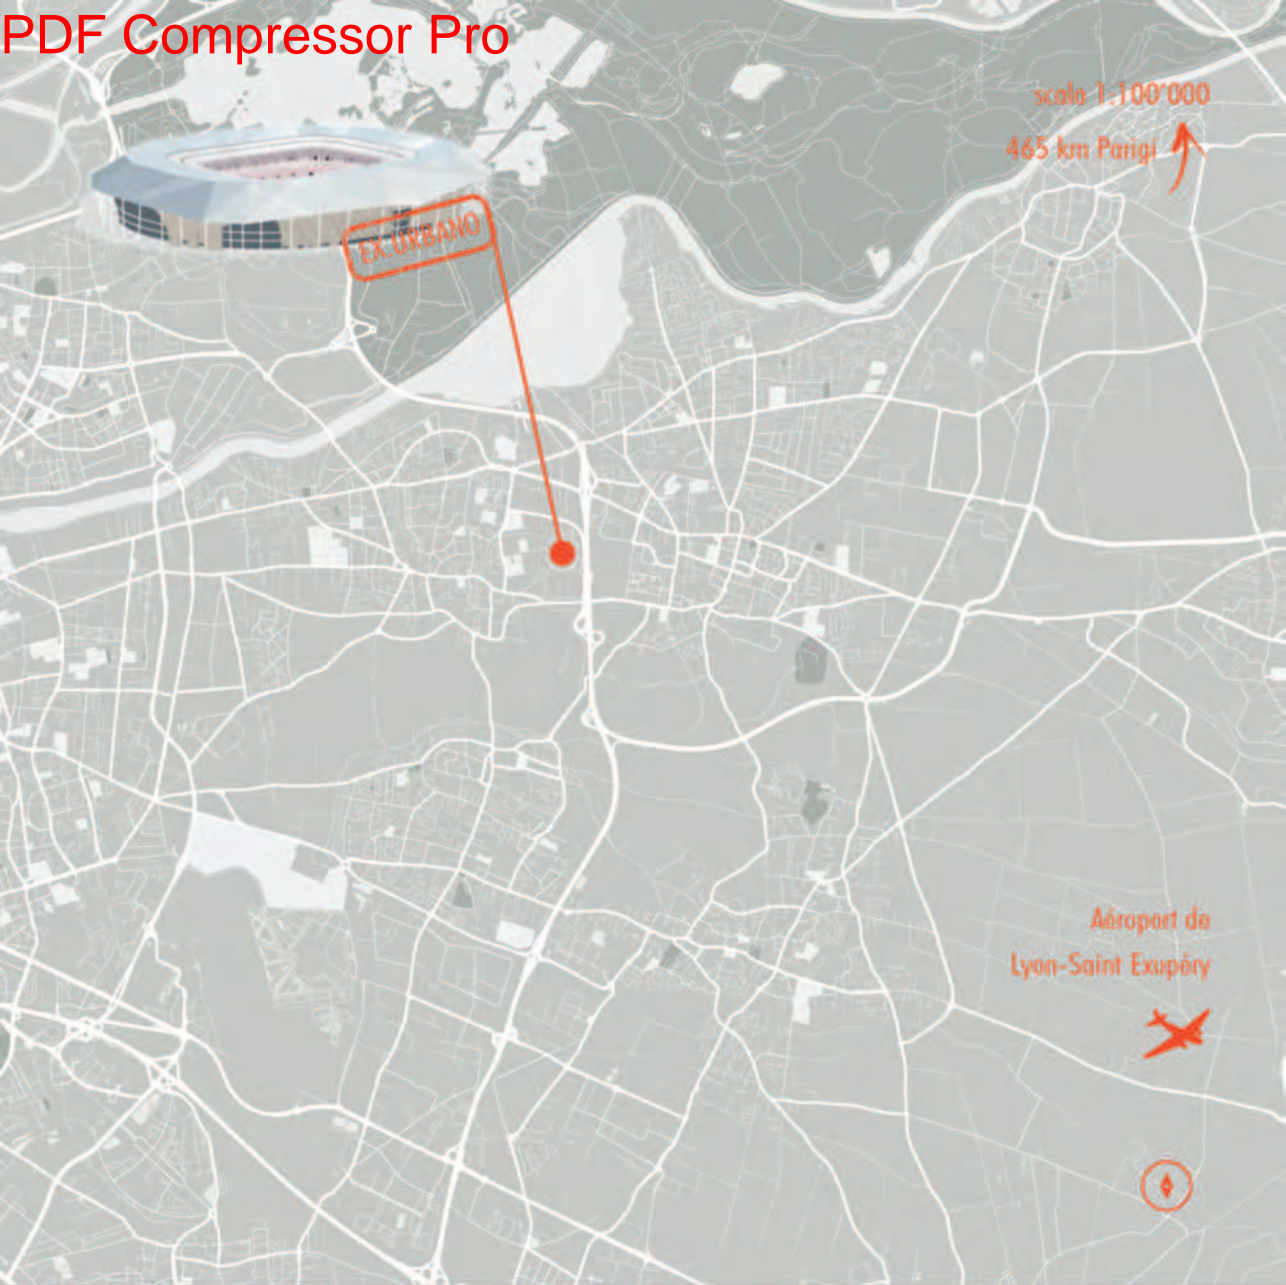 PDF Compressor Pro
scala 1:100'000
465 km Parigi
EX.URBANO
Aéroport de
Lyon-Saint Exupéry